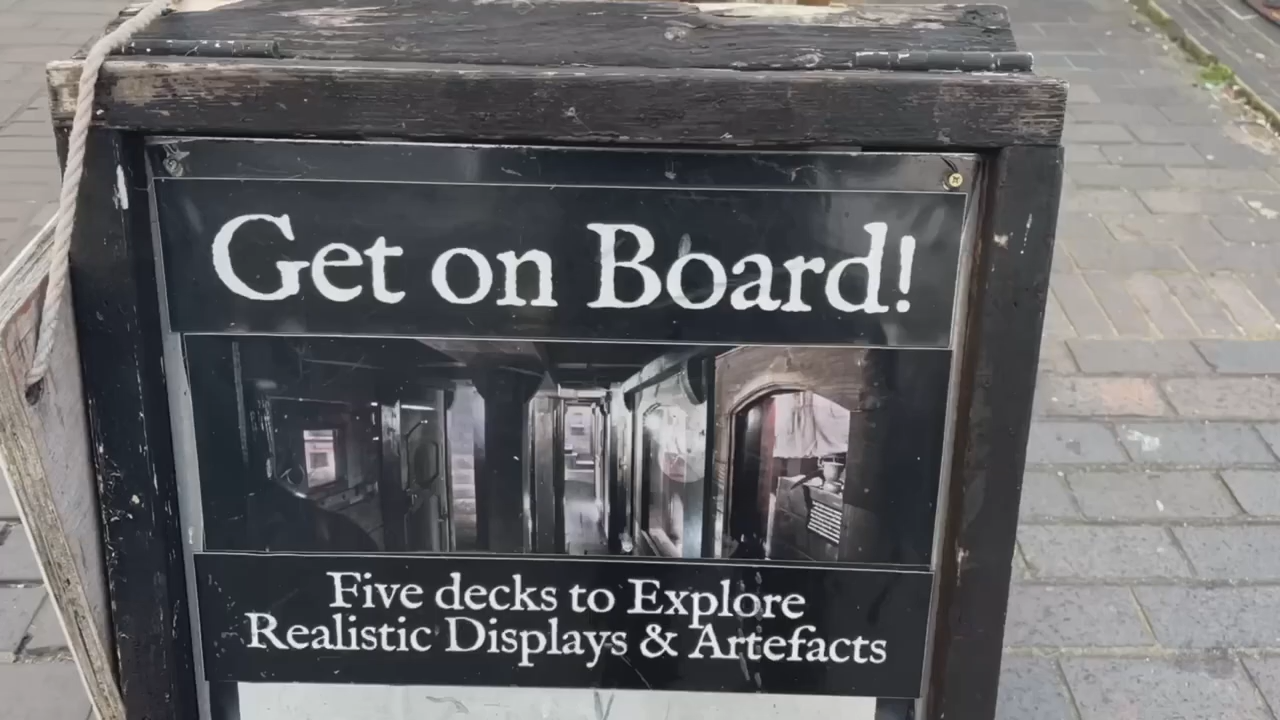 Get on Board!
Five decks to Explore
Realistic Displays & Artefacts